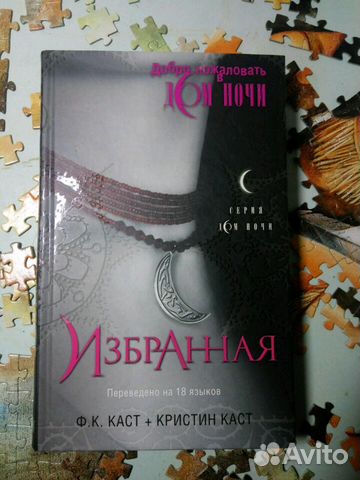 Добро пожаловать
в
ДОМ НОЧИ
СЕРИЯ
ДОМ НОЧИ
ИЗБРАННАЯ
Переведено на 18 языков
Ф.К. КАСТ + КРИСТИН КАСТ
Avito